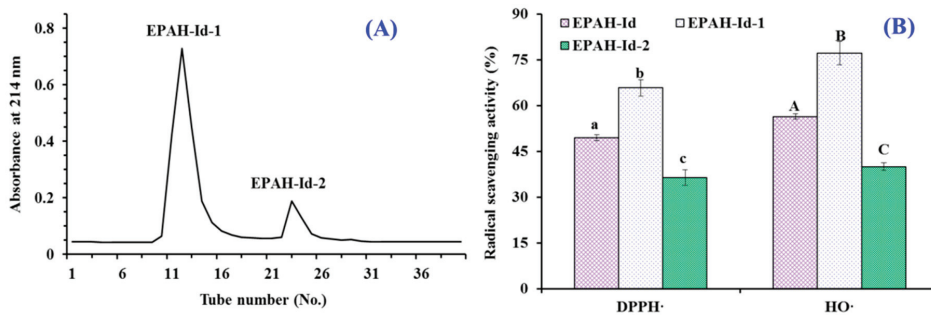 (A)
EPAH-Id-1
EPAH-Id-2
Absorbance at 214 nm
0.8
0.6
0.4
0.2
0
1 6 11 16 21 26 31 36
Tube number (No.)
(B)
EPAH-Id EPAH-Id-1
EPAH-Id-2
Radical scavenging activity (%)
90
75
60
45
30
15
0
a b c A B C
DPPH· HO·